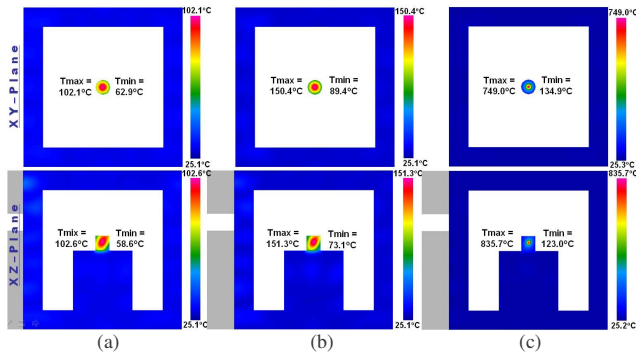 102.1°C
150.4°C
749.0°C
XY-Plane
Tmax = 102.1°C
Tmin = 62.9°C
Tmax = 150.4°C
Tmin = 89.4°C
Tmax = 749.0°C
Tmin = 134.9°C
25.1°C
25.1°C
25.3°C
102.6°C
151.3°C
835.7°C
XZ-Plane
Tmix = 102.6°C
Tmin = 58.6°C
Tmax = 151.3°C
Tmin = 73.1°C
Tmax = 835.7°C
Tmin = 123.0°C
25.1°C
25.1°C
25.2°C
(a)
(b)
(c)